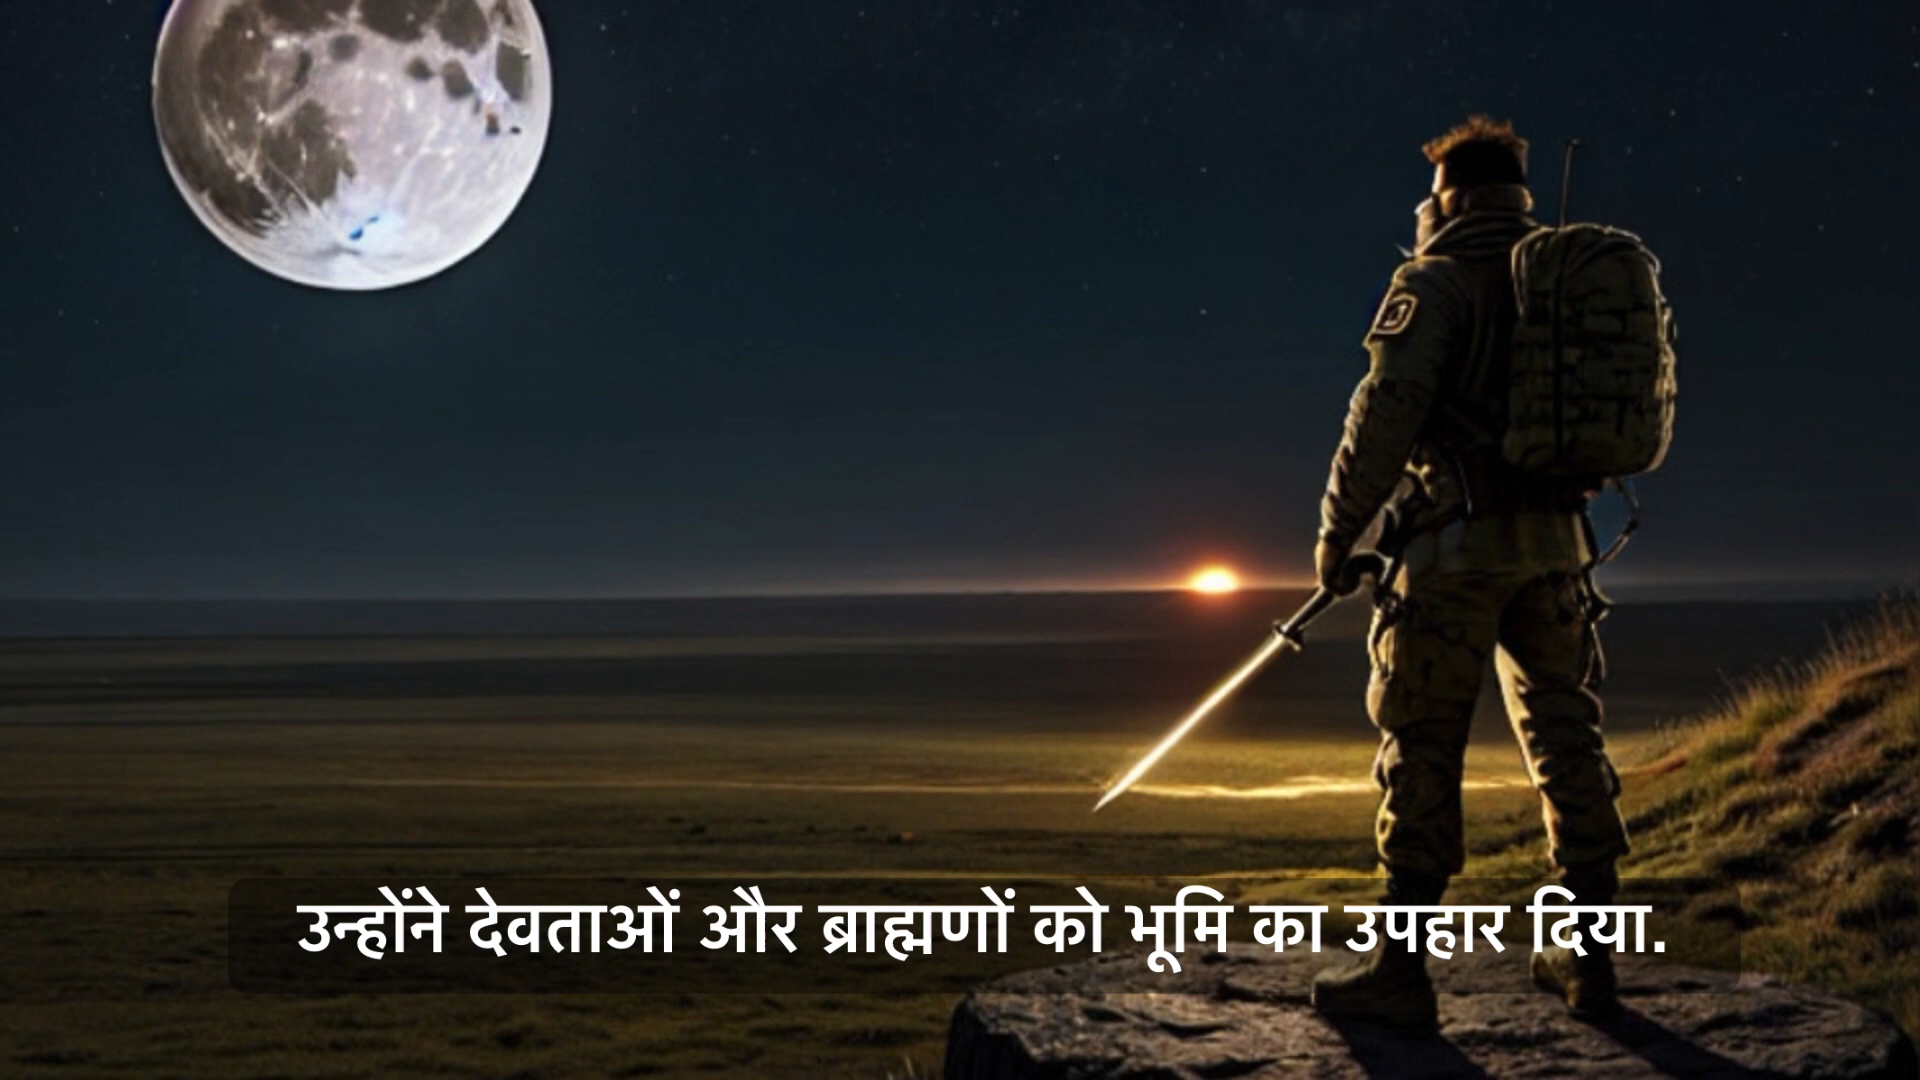 उन्होंने देवताओं और ब्राह्मणों को भूमि का उपहार दिया.